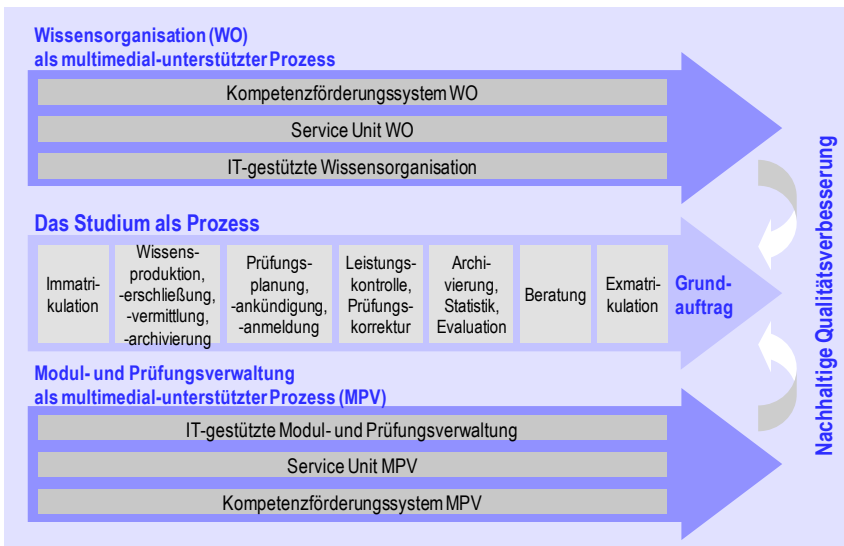 Wissensorganisation (WO)
als multimedial-unterstützter Prozess
Kompetenzförderungssystem WO
Service Unit WO
IT-gestützte Wissensorganisation
Das Studium als Prozess
Immatri-
kulation
Wissens-
produktion,
-erschließung,
-vermittlung,
-archivierung
Prüfungs-
planung,
-ankündigung,
-anmeldung
Leistungs-
kontrolle,
Prüfungs-
korrektur
Archi-
vierung,
Statistik,
Evaluation
Beratung
Exmatri-
kulation
Grund-
auftrag
Modul- und Prüfungsverwaltung
als multimedial-unterstützter Prozess (MPV)
IT-gestützte Modul- und Prüfungsverwaltung
Service Unit MPV
Kompetenzförderungssystem MPV
Nachhaltige Qualitätsverbesserung